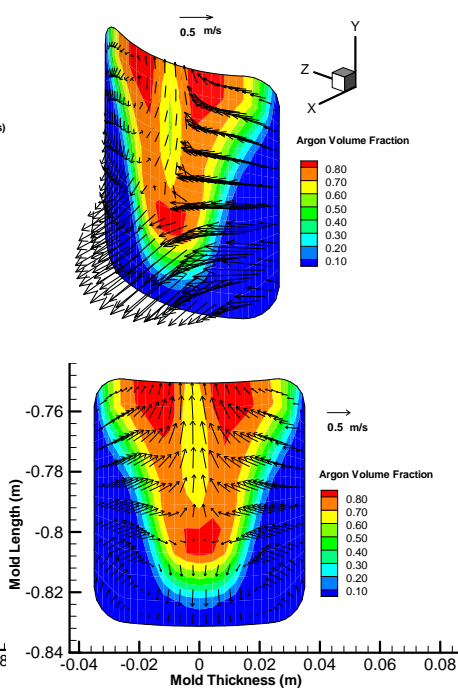 0.5 m/s
Y
Z
X
s)
Argon Volume Fraction
0.80
0.70
0.60
0.50
0.40
0.30
0.20
0.10
-0.76
-0.78
-0.8
-0.82
-0.84
Mold Length (m)
0.5 m/s
Argon Volume Fraction
0.80
0.70
0.60
0.50
0.40
0.30
0.20
0.10
-0.04 -0.02 0 0.02 0.04 0.06 0.08
Mold Thickness (m)